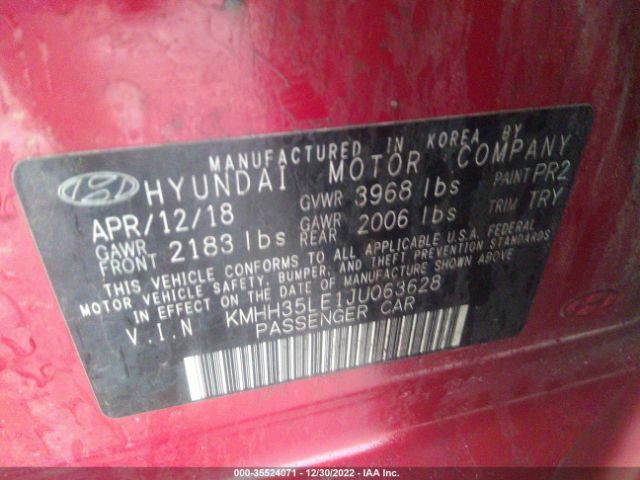 MANUFACTURED IN KOREA BY
HYUNDAI MOTOR COMPANY
APR/12/18 GVWR 3968 lbs PAINT PR2
GAWR FRONT 2183 lbs GAWR REAR 2006 lbs TRIM TRY
THIS VEHICLE CONFORMS TO ALL APPLICABLE U.S.A. FEDERAL
MOTOR VEHICLE SAFETY, BUMPER, AND THEFT PREVENTION STANDARDS
IN EFFECT ON THE DATE OF MANUFACTURE SHOWN ABOVE
V.I.N KMHH35LE1JU063628
PASSENGER CAR
000-35524071 - 12/30/2022 - IAA Inc.